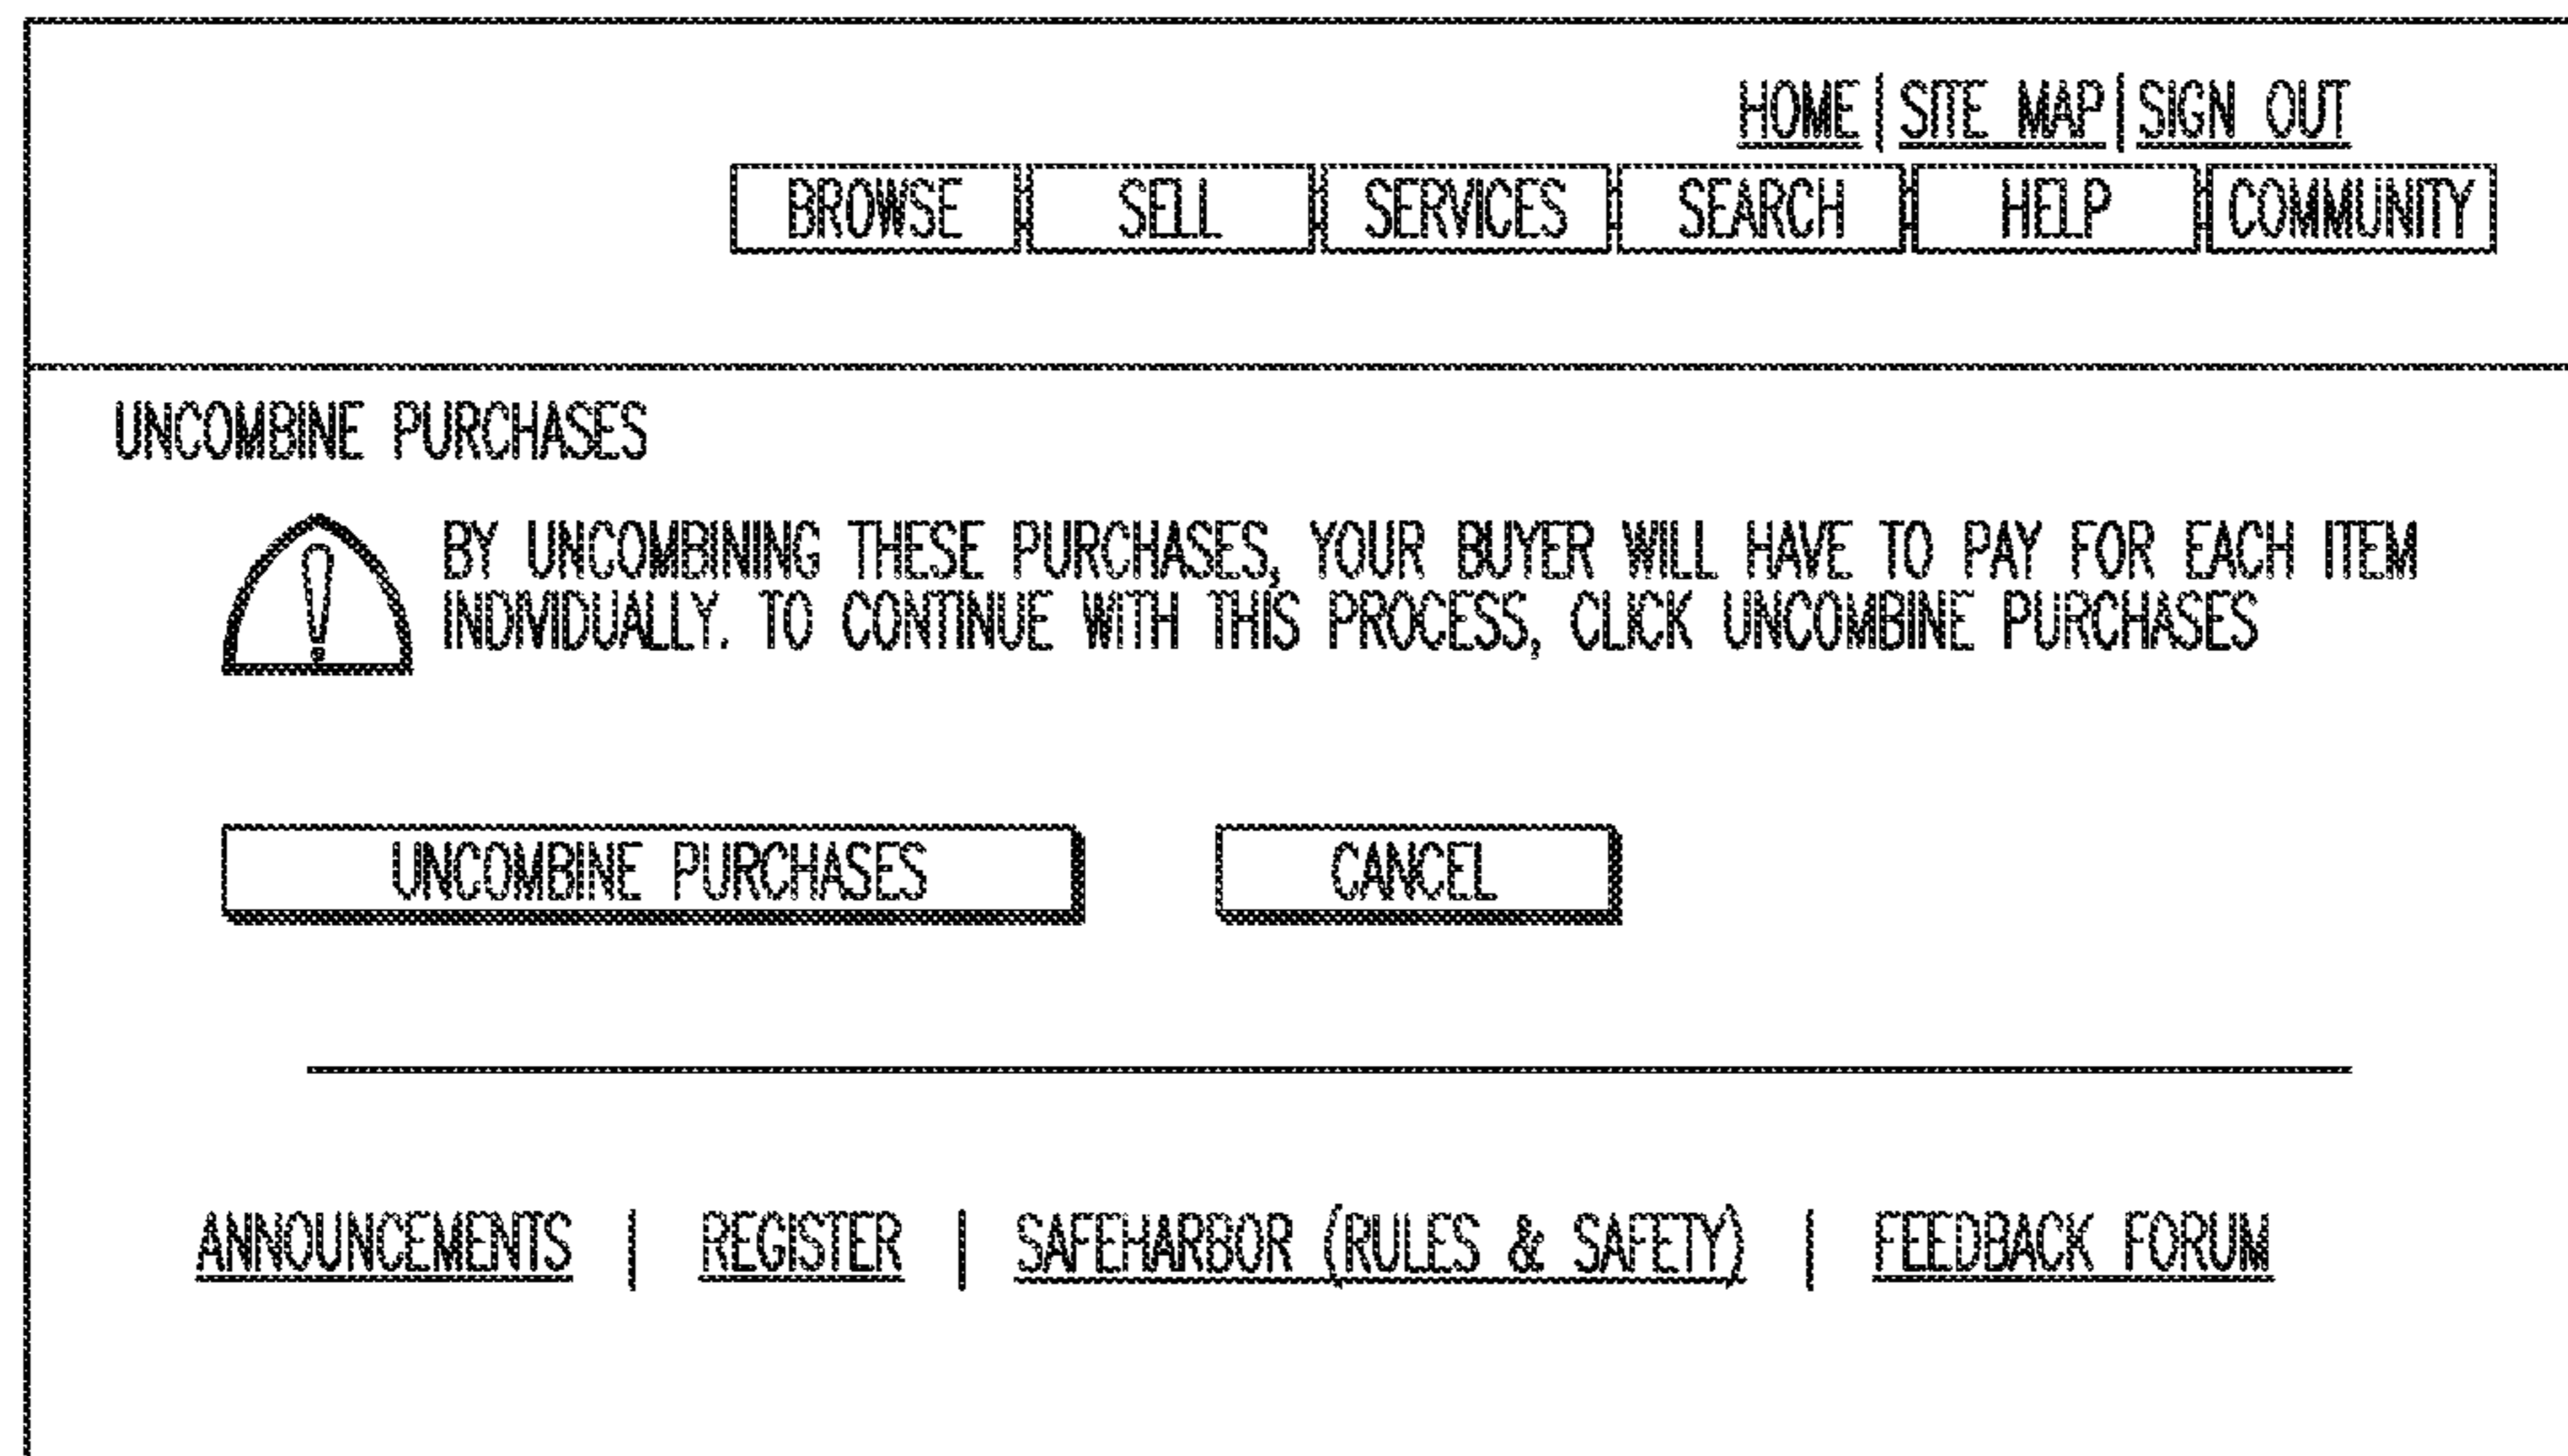 HOME | SITE MAP | SIGN OUT
BROWSE SELL SERVICES SEARCH HELP COMMUNITY
UNCOMBINE PURCHASES
! BY UNCOMBINING THESE PURCHASES, YOUR BUYER WILL HAVE TO PAY FOR EACH ITEM
INDIVIDUALLY. TO CONTINUE WITH THIS PROCESS, CLICK UNCOMBINE PURCHASES
UNCOMBINE PURCHASES CANCEL
ANNOUNCEMENTS | REGISTER | SAFEHARBOR (RULES & SAFETY) | FEEDBACK FORUM